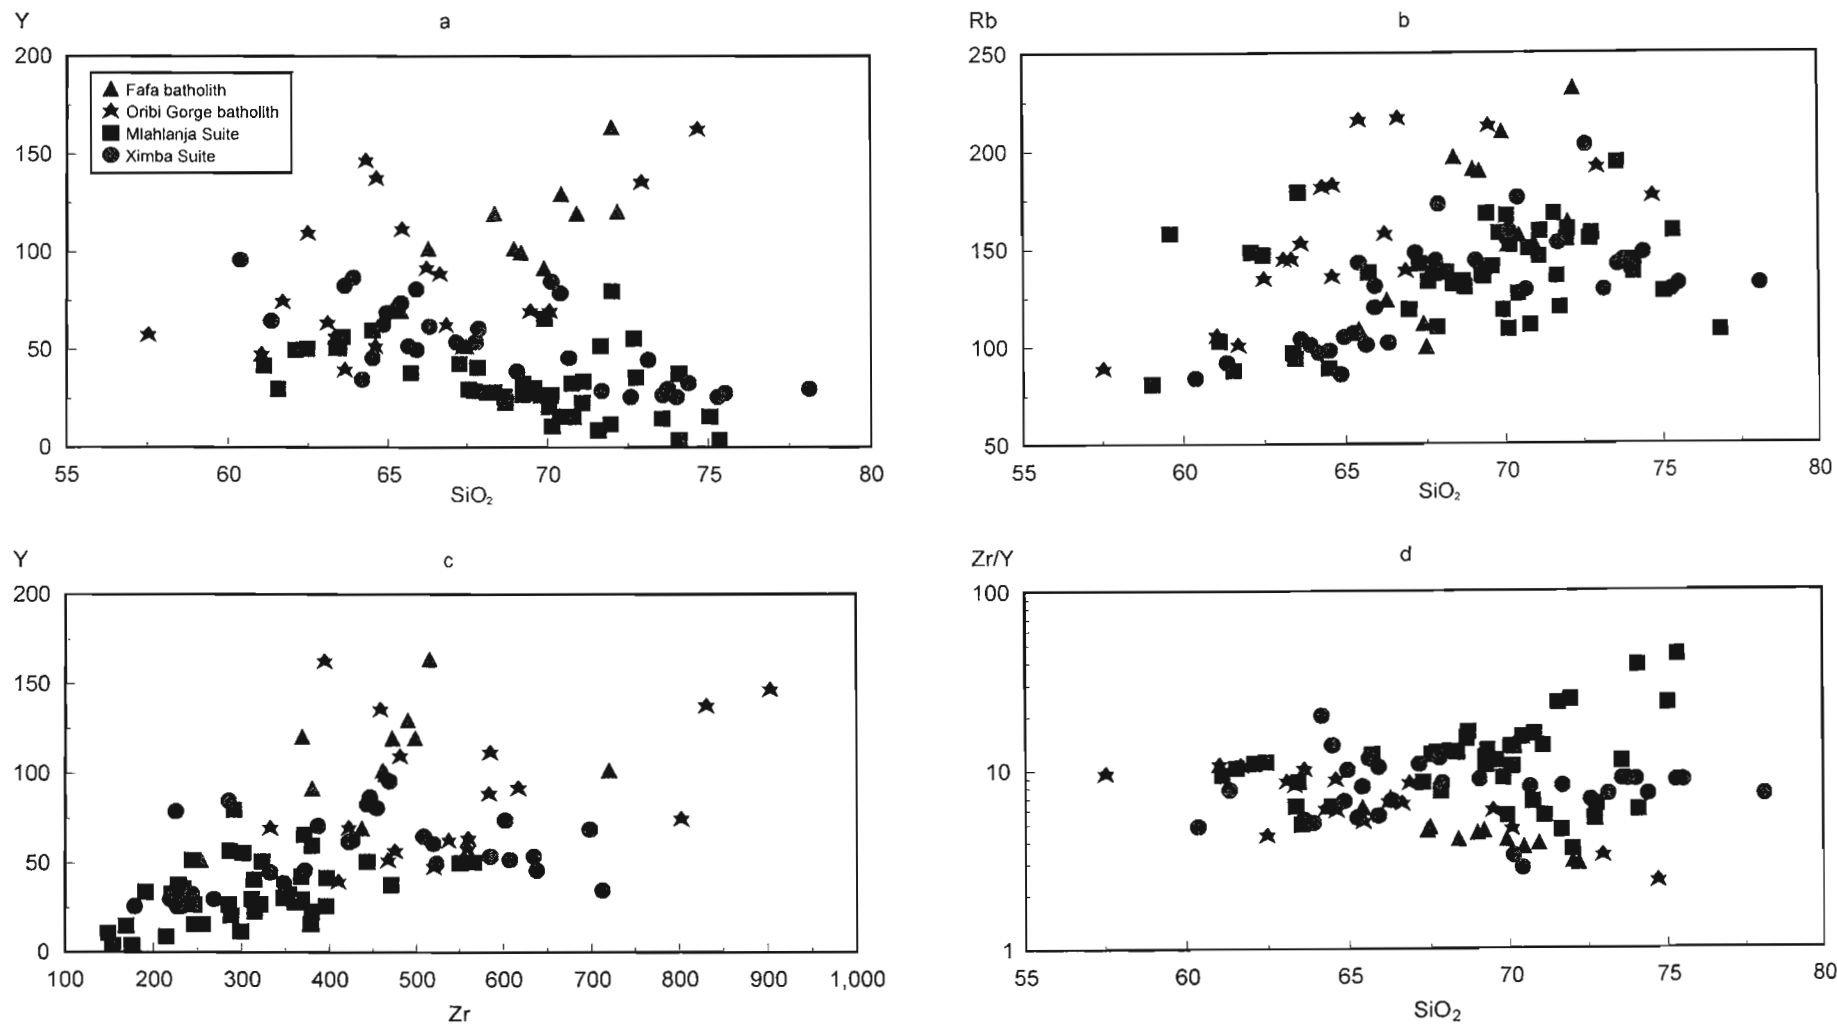 Y
a
200
150
100
50
0
Fafa batholith
Oribi Gorge batholith
Mlahlanja Suite
Ximba Suite
55 60 65 70 75 80
SiO₂
Rb
b
250
200
150
100
50
55 60 65 70 75 80
SiO₂
Y
c
200
150
100
50
0
100 200 300 400 500 600 700 800 900 1,000
Zr
Zr/Y
d
100
10
1
55 60 65 70 75 80
SiO₂